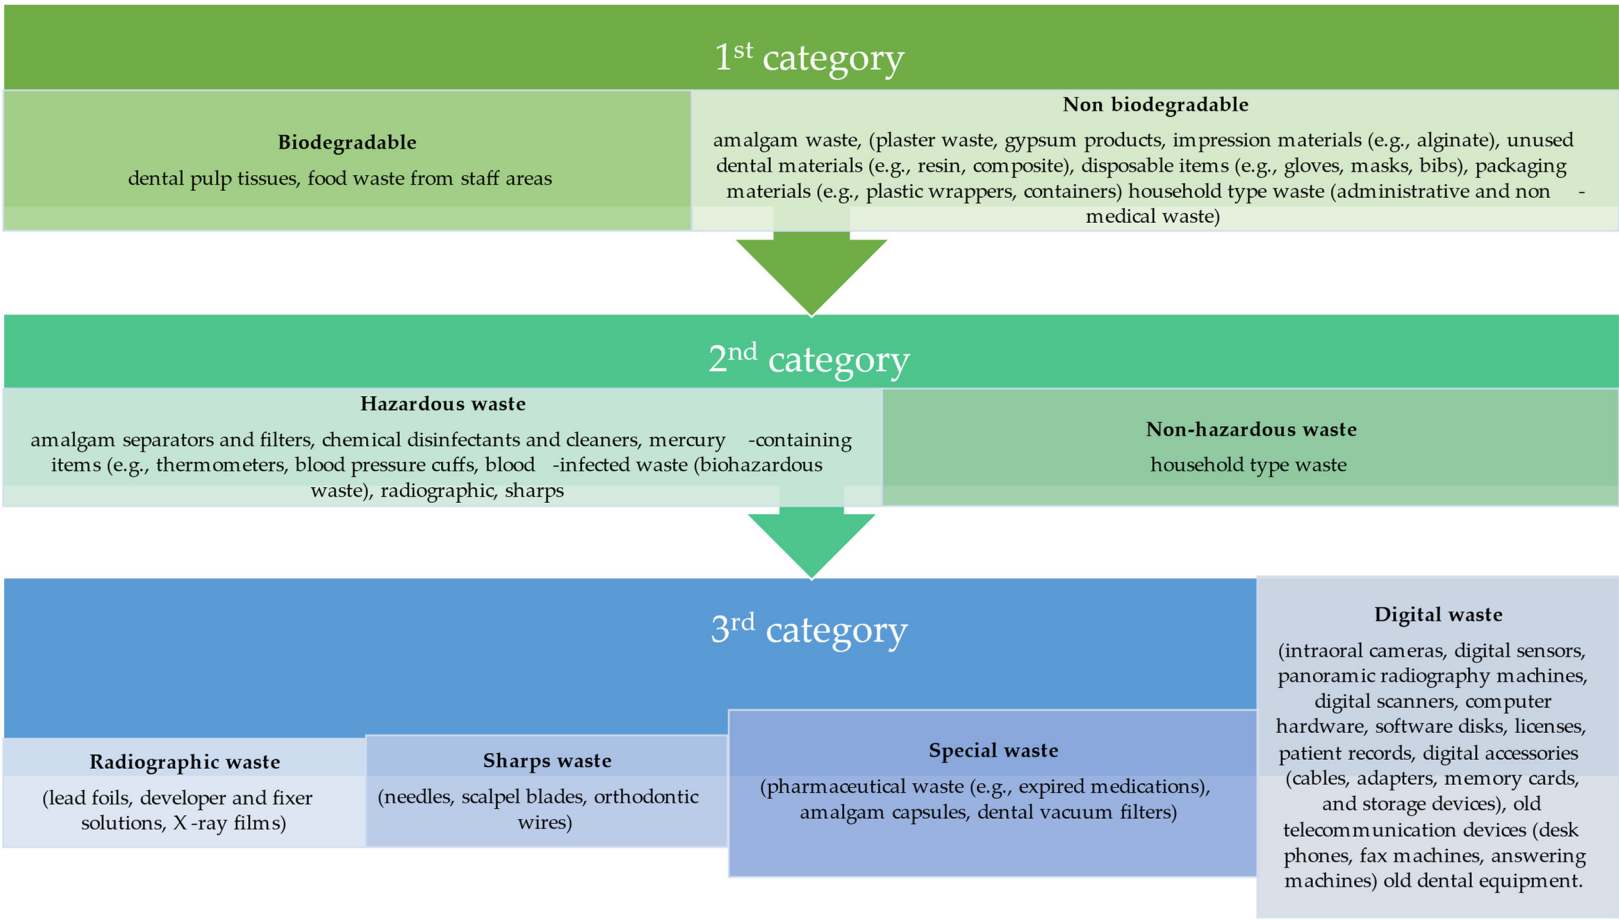 1st category
Biodegradable
dental pulp tissues, food waste from staff areas
Non biodegradable
amalgam waste, (plaster waste, gypsum products, impression materials (e.g., alginate), unused
dental materials (e.g., resin, composite), disposable items (e.g., gloves, masks, bibs), packaging
materials (e.g., plastic wrappers, containers) household type waste (administrative and non -
medical waste)
2nd category
Hazardous waste
amalgam separators and filters, chemical disinfectants and cleaners, mercury -containing
items (e.g., thermometers, blood pressure cuffs, blood -infected waste (biohazardous
waste), radiographic, sharps
Non-hazardous waste
household type waste
3rd category
Radiographic waste
(lead foils, developer and fixer
solutions, X -ray films)
Sharps waste
(needles, scalpel blades, orthodontic
wires)
Special waste
(pharmaceutical waste (e.g., expired medications),
amalgam capsules, dental vacuum filters)
Digital waste
(intraoral cameras, digital sensors,
panoramic radiography machines,
digital scanners, computer
hardware, software disks, licenses,
patient records, digital accessories
(cables, adapters, memory cards,
and storage devices), old
telecommunication devices (desk
phones, fax machines, answering
machines) old dental equipment.